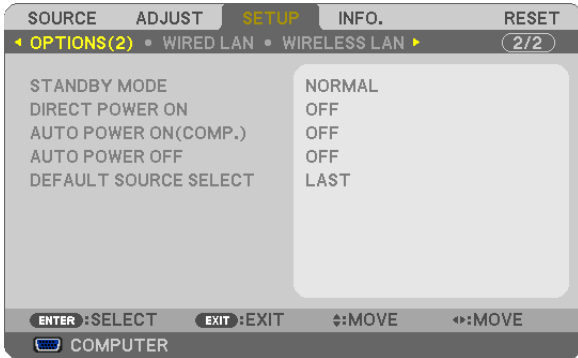 SOURCE ADJUST SETUP INFO. RESET
OPTIONS(2) • WIRED LAN • WIRELESS LAN 2/2
STANDBY MODE NORMAL
DIRECT POWER ON OFF
AUTO POWER ON(COMP.) OFF
AUTO POWER OFF OFF
DEFAULT SOURCE SELECT LAST
ENTER :SELECT EXIT :EXIT :MOVE :MOVE
COMPUTER